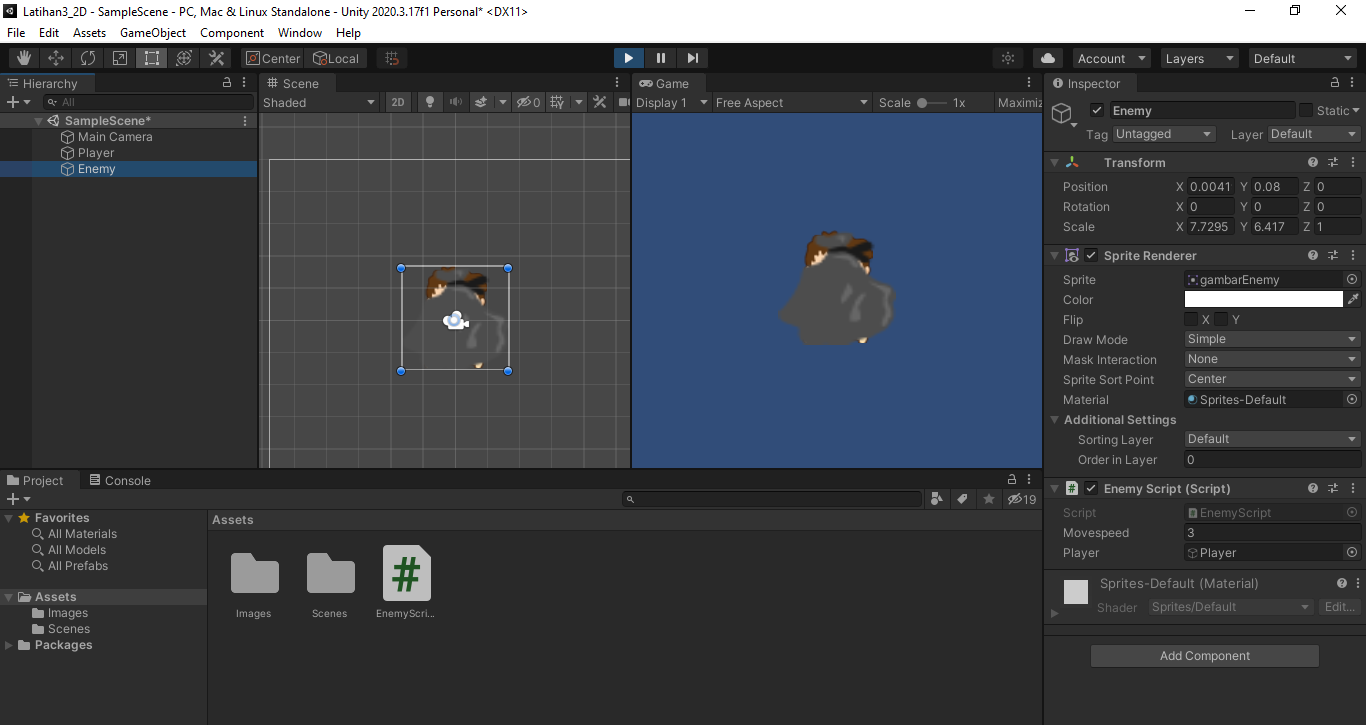 Latihan3_2D - SampleScene - PC, Mac & Linux Standalone - Unity 2020.3.17f1 Personal* <DX11>
File Edit Assets GameObject Component Window Help
Center Local Account Layers Default
Hierarchy
All
SampleScene*
Main Camera
Player
Enemy
Scene
Shaded 2D 0
Game
Display 1 Free Aspect Scale 1x Maximiz
Inspector
Enemy Static
Tag Untagged Layer Default
Transform
Position X 0.0041 Y 0.08 Z 0
Rotation X 0 Y 0 Z 0
Scale X 7.7295 Y 6.417 Z 1
Sprite Renderer
Sprite gambarEnemy
Color
Flip X Y
Draw Mode Simple
Mask Interaction None
Sprite Sort Point Center
Material Sprites-Default
Additional Settings
Sorting Layer Default
Order in Layer 0
# Enemy Script (Script)
Script EnemyScript
Movespeed 3
Player Player
Sprites-Default (Material)
Shader Sprites/Default Edit...
Add Component
Project Console
19
Favorites
All Materials
All Models
All Prefabs
Assets
Images
Scenes
Packages
Assets
#
Images Scenes EnemyScri...